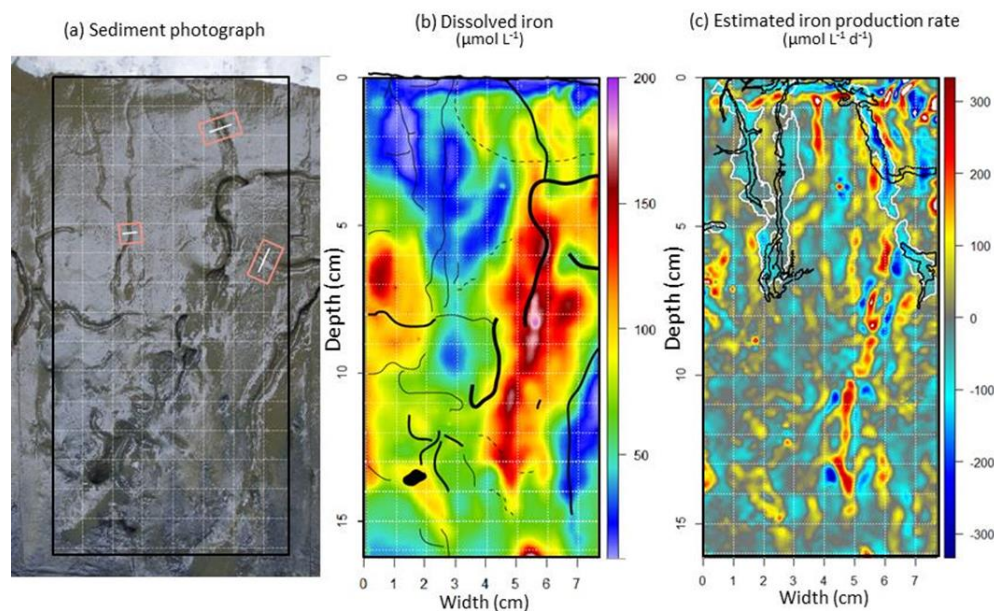 (a) Sediment photograph
(b) Dissolved iron
(µmol L-1)
(c) Estimated iron production rate
(µmol L-1 d-1)
Depth (cm)
0
5
10
15
0 1 2 3 4 5 6 7
Width (cm)
200
150
100
50
Depth (cm)
0
5
10
15
0 1 2 3 4 5 6 7
Width (cm)
300
200
100
0
-100
-200
-300